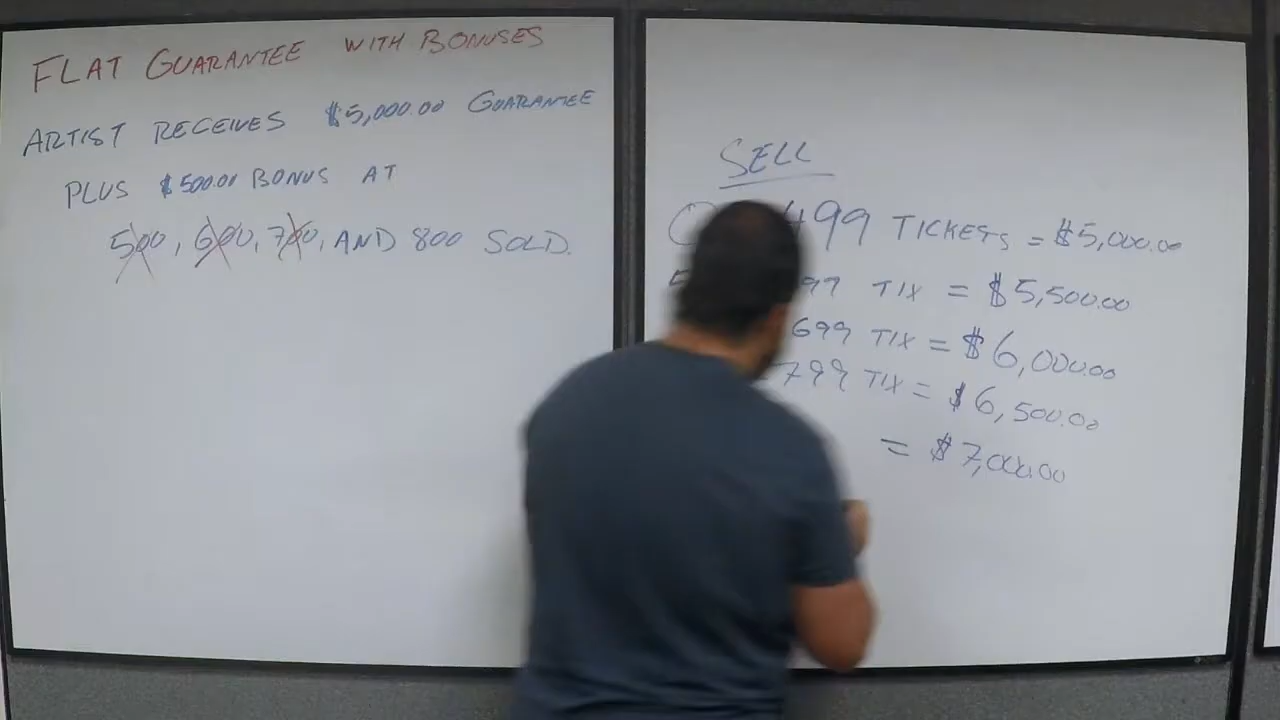 FLAT GUARANTEE WITH BONUSES
ARTIST RECEIVES $5,000.00 GUARANTEE
PLUS $500.00 BONUS AT
500, 600, 700, AND 800 SOLD.
SELL
499 TICKETS = $5,000.00
TIX = $5,500.00
699 TIX = $6,000.00
799 TIX = $6,500.00
= $7,000.00